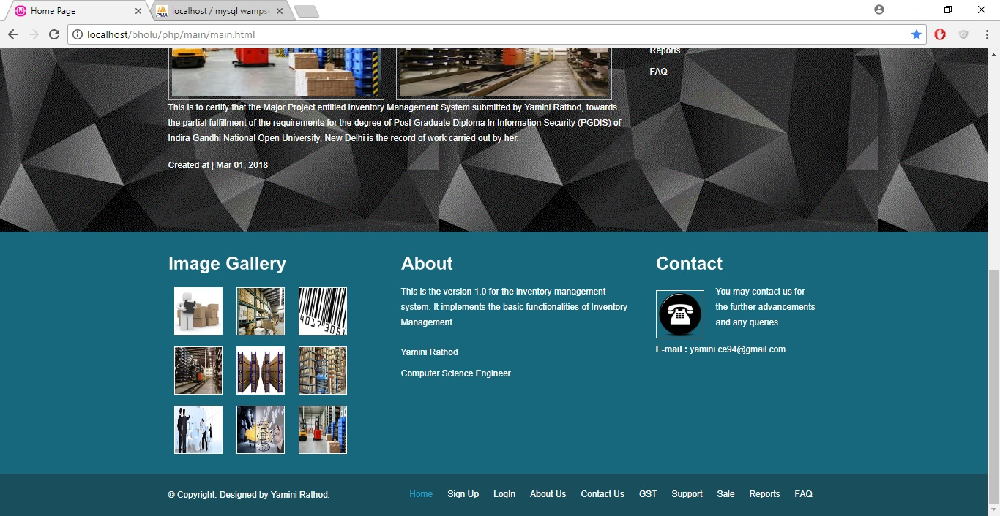 Home Page
localhost / mysql wampse
localhost/bholu/php/main/main.html
Reports
FAQ
This is to certify that the Major Project entitled Inventory Management System submitted by Yamini Rathod, towards
the partial fulfillment of the requirements for the degree of Post Graduate Diploma In Information Security (PGDIS) of
Indira Gandhi National Open University, New Delhi is the record of work carried out by her.
Created at | Mar 01, 2018
Image Gallery
4017305
About
This is the version 1.0 for the inventory management
system. It implements the basic functionalities of Inventory
Management.
Yamini Rathod
Computer Science Engineer
Contact
You may contact us for
the further advancements
and any queries.
E-mail : yamini.ce94@gmail.com
© Copyright. Designed by Yamini Rathod.
Home Sign Up LogIn About Us Contact Us GST Support Sale Reports FAQ